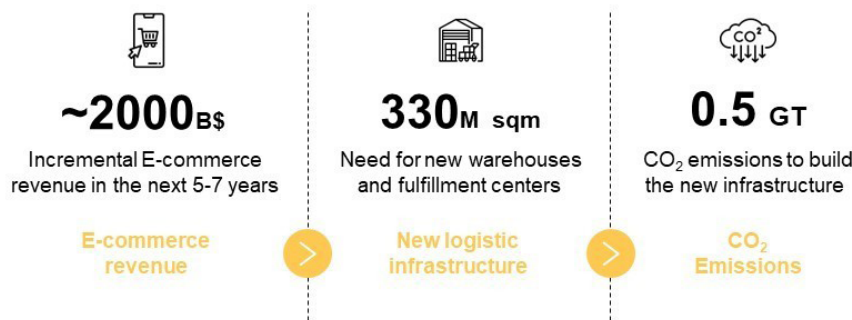 ~2000B$
Incremental E-commerce
revenue in the next 5-7 years
E-commerce
revenue
330M sqm
Need for new warehouses
and fulfillment centers
New logistic
infrastructure
CO²
0.5 GT
CO₂ emissions to build
the new infrastructure
CO₂
Emissions